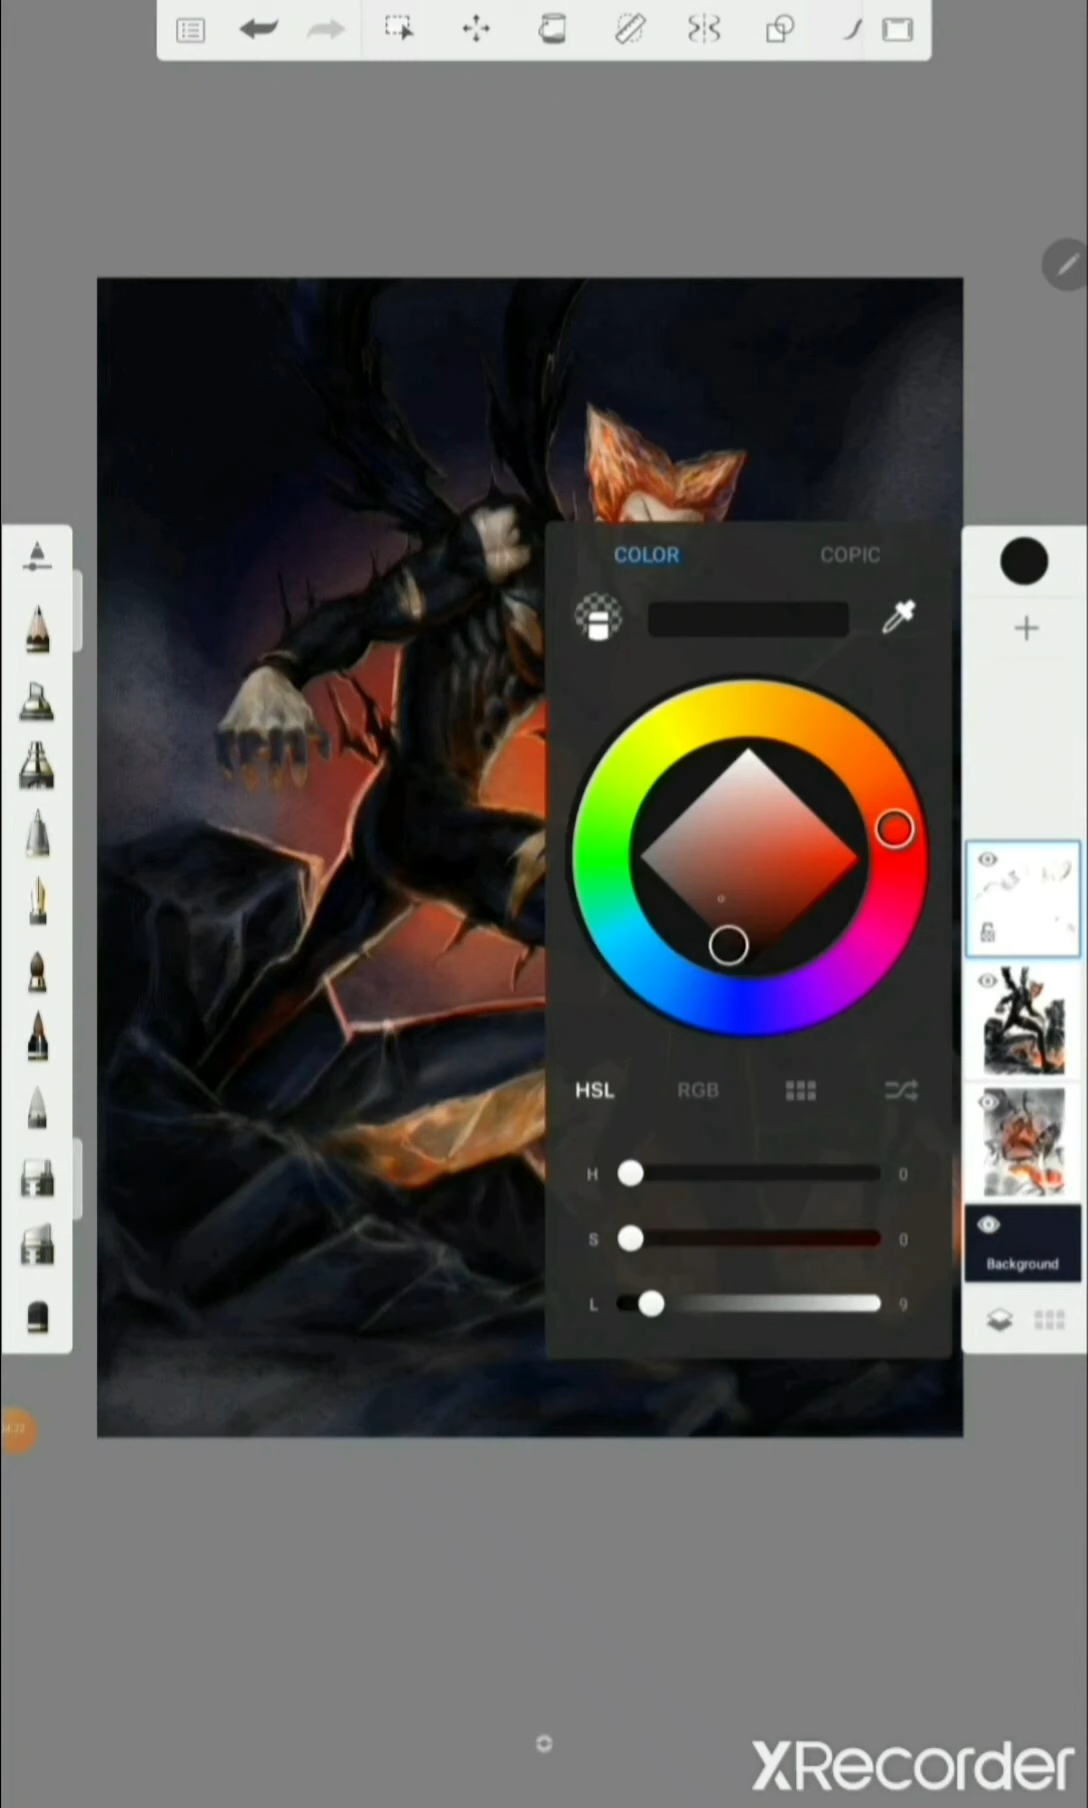 COLOR COPIC
HSL RGB
H 0
S 0
L 9
Background
XRecorder